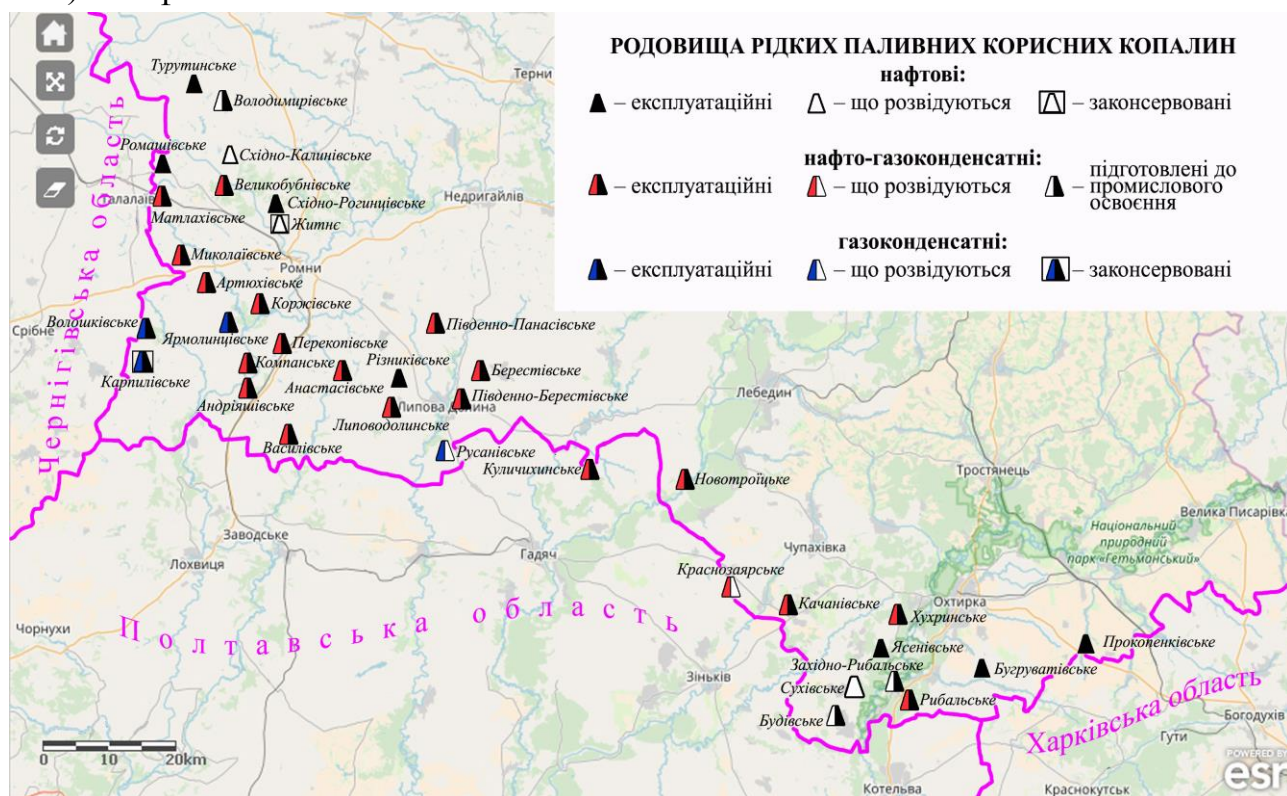 РОДОВИЩА РІДКИХ ПАЛИВНИХ КОРИСНИХ КОПАЛИН
нафтові:
– експлуатаційні
– що розвідуються
– законсервовані
нафто-газоконденсатні:
– експлуатаційні
– що розвідуються
– підготовлені до
промислового
освоєння
газоконденсатні:
– експлуатаційні
– що розвідуються
– законсервовані
Турутинське
Терни
Володимирівське
Ромашівське
Східно-Калинівське
Великобубнівське
Недригайлів
Східно-Рогинцівське
Талалаїв
Матлахівське
Житнє
Миколаївське
Ромни
Артюхівське
Коржівське
Срібне
Волошківське
Ярмолинцівське
Південно-Панасівське
Перекопівське
Карпилівське
Компанське
Різниківське
Анастасівське
Берестівське
Лебедин
Андріяшівське
Південно-Берестівське
Липова Долина
Липоводолинське
Василівське
Русанівське
Куличихинське
Новотроїцьке
Тростянець
Велика Писарівка
Національний
природний
парк «Гетьманський»
Заводське
Лохвиця
Гадяч
Чупахівка
Краснозаярське
Качанівське
Охтирка
Хухринське
Чорнухи
Ясенівське
Прокопенківське
Західно-Рибальське
Бугруватівське
Зіньків
Сухівське
Рибальське
Будівське
Богодухів
Гути
Котельва
Краснокутськ
Чернігівська область
Полтавська область
Харківська область
0 10 20km
POWERED BY
esri